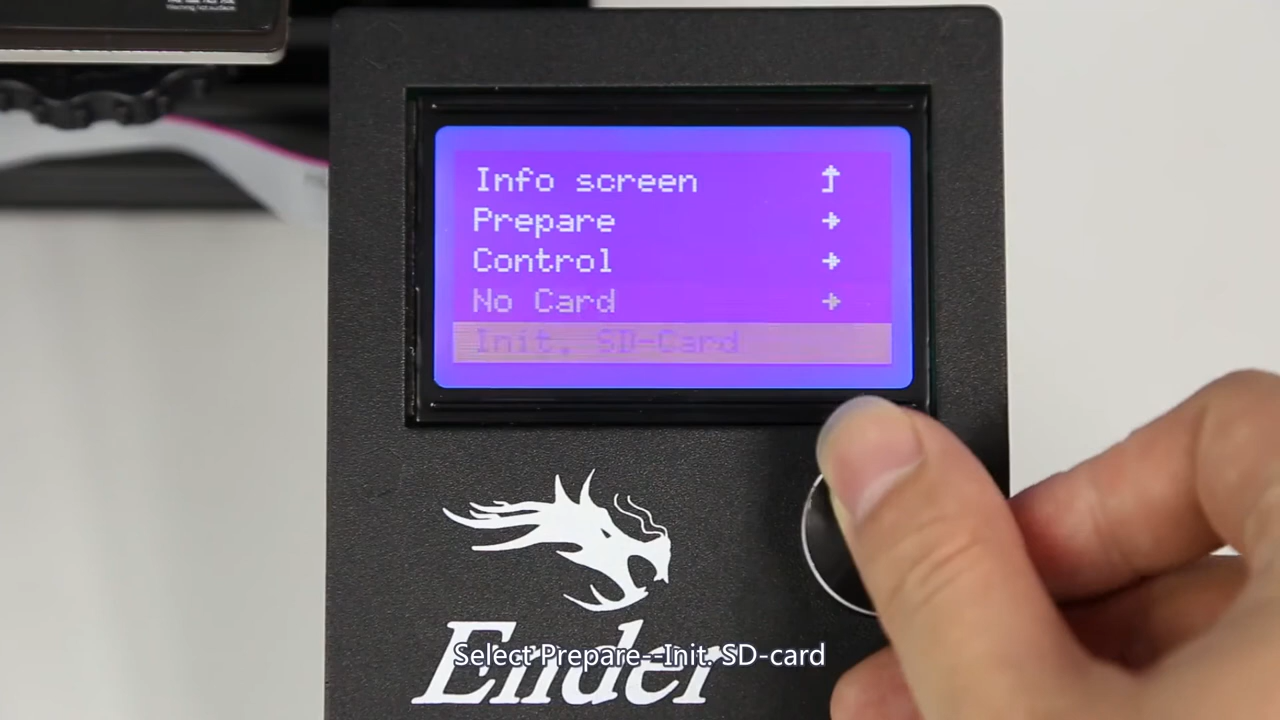 Info screen
Prepare
Control
No Card
Init. SD-Card
Ender
Select Prepare--Init. SD-card